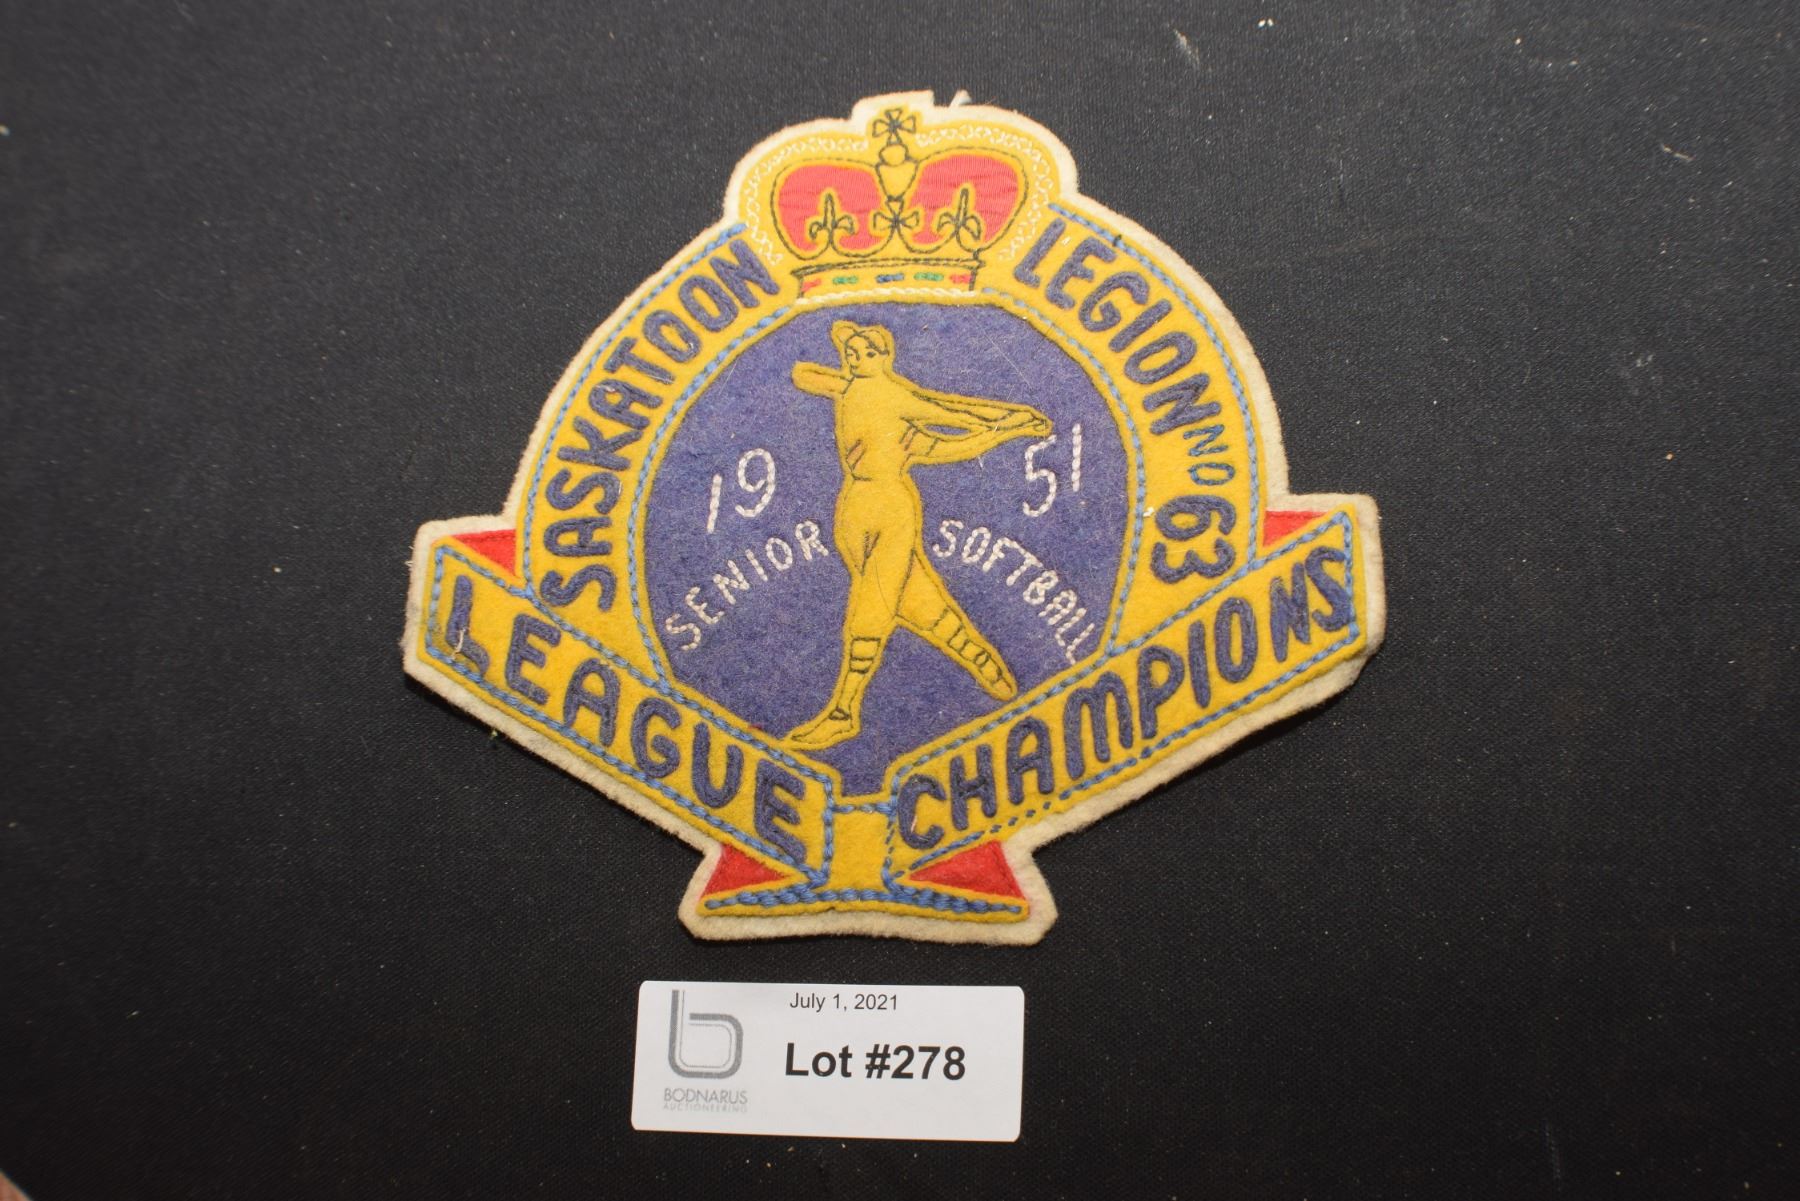 SASKATOON LEGION NO 63
19 51
SENIOR SOFTBALL
LEAGUE CHAMPIONS
July 1, 2021
Lot #278
BODNARUS
AUCTIONEERING